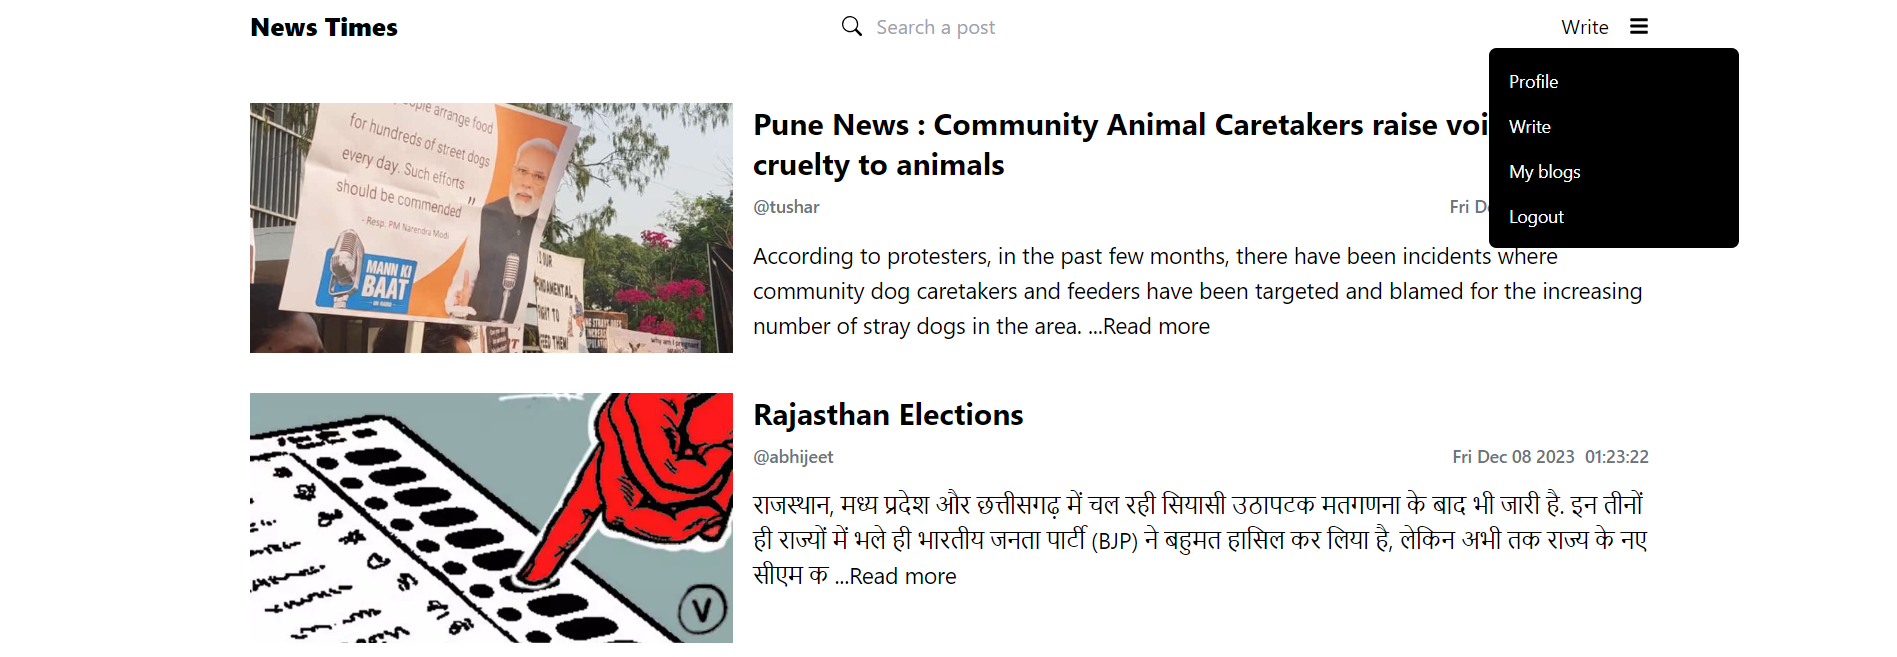 News Times
Search a post
Write
Profile
Write
My blogs
Logout
people arrange food
for hundreds of street dogs
every day. Such efforts
should be commended”
- Resp. PM Narendra Modi
MANN KI
BAAT
Pune News : Community Animal Caretakers raise voi
cruelty to animals
@tushar
Fri De
According to protesters, in the past few months, there have been incidents where
community dog caretakers and feeders have been targeted and blamed for the increasing
number of stray dogs in the area. ...Read more
why am I pregnant
Rajasthan Elections
@abhijeet
Fri Dec 08 2023 01:23:22
राजस्थान, मध्य प्रदेश और छत्तीसगढ़ में चल रही सियासी उठापटक मतगणना के बाद भी जारी है. इन तीनों
ही राज्यों में भले ही भारतीय जनता पार्टी (BJP) ने बहुमत हासिल कर लिया है, लेकिन अभी तक राज्य के नए
सीएम क ...Read more
V